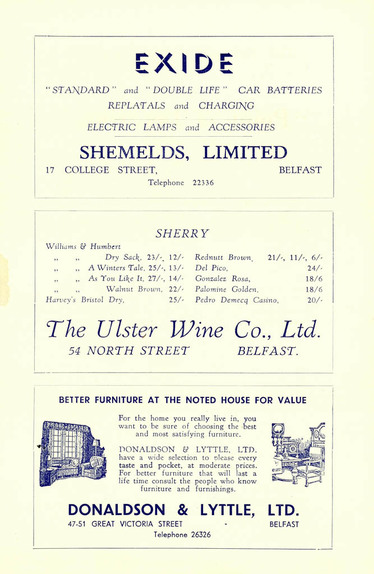 EXIDE
"STANDARD" and "DOUBLE LIFE" CAR BATTERIES
REPLATALS and CHARGING
ELECTRIC LAMPS and ACCESSORIES
SHEMELDS, LIMITED
17 COLLEGE STREET, BELFAST
Telephone 22336
SHERRY
Williams & Humbert
„ „ Dry Sack, 23/-, 12/- Rednutt Brown, 21/-, 11/-, 6/-
„ „ A Winters Tale, 25/-, 13/- Del Pico, 24/-
„ „ As You Like It, 27/-, 14/- Gonzalez Rosa, 18/6
„ „ Walnut Brown, 22/- Palomine Golden, 18/6
Harvey's Bristol Dry, 25/- Pedro Demecq Casino, 20/-
The Ulster Wine Co., Ltd.
54 NORTH STREET BELFAST.
BETTER FURNITURE AT THE NOTED HOUSE FOR VALUE
For the home you really live in, you
want to be sure of choosing the best
and most satisfying furniture.
DONALDSON & LYTTLE, LTD.
have a wide selection to please every
taste and pocket, at moderate prices.
For better furniture that will last a
life time consult the people who know
furniture and furnishings.
DONALDSON & LYTTLE, LTD.
47-51 GREAT VICTORIA STREET - BELFAST
Telephone 26326